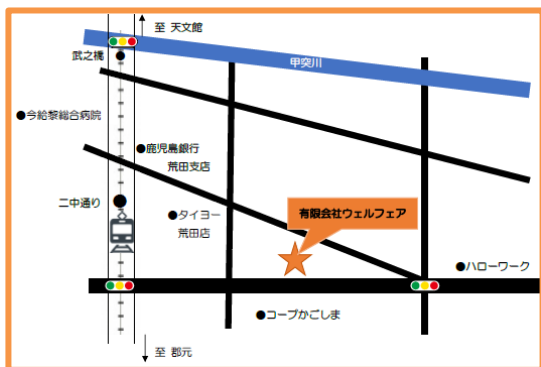 至 天文館
武之橋
甲突川
●今給黎総合病院
●鹿児島銀行
荒田支店
二中通り
●タイヨー
荒田店
有限会社ウェルフェア
●ハローワーク
●コープかごしま
至 郡元